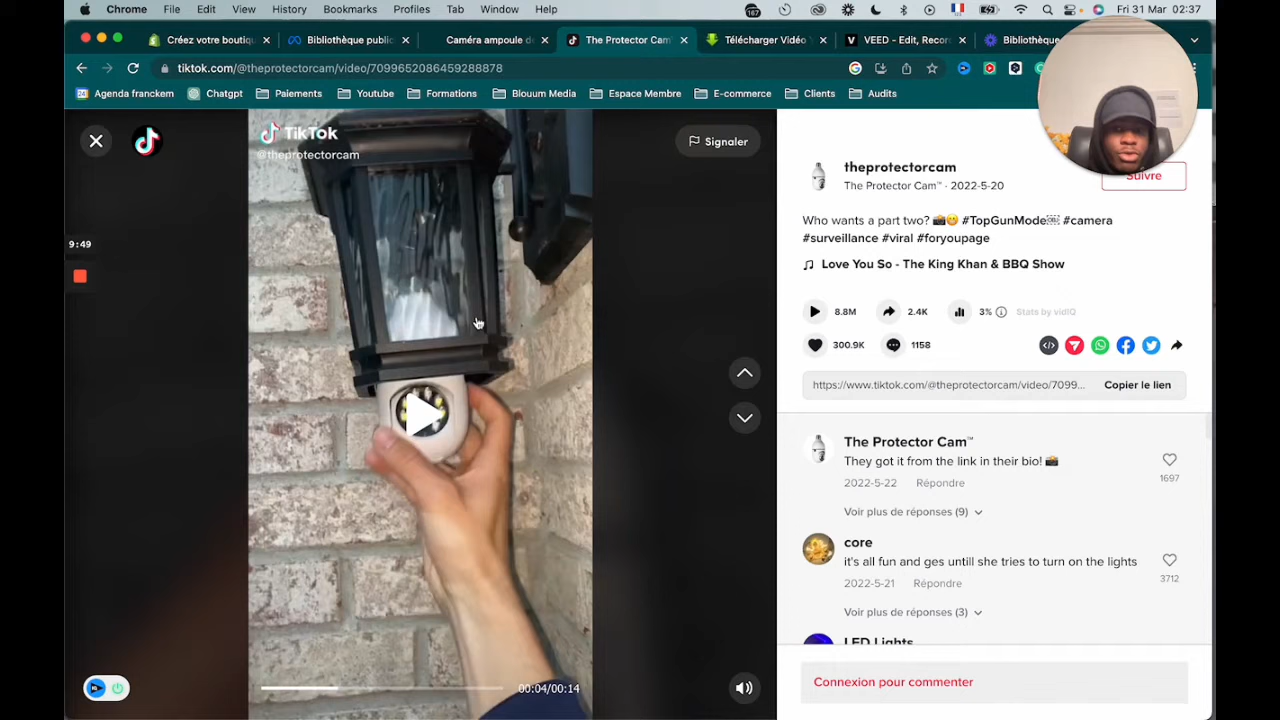 Chrome File Edit View History Bookmarks Profiles Tab Window Help 167 Fri 31 Mar 02:37
Créez votre boutiqu Bibliothèque public Caméra ampoule de The Protector Cam Télécharger Vidéo VEED - Edit, Recor Bibliothè
tiktok.com/@theprotectorcam/video/7099652086459288878
Agenda franckem Chatgpt Paiements Youtube Formations Blouum Media Espace Membre E-commerce Clients Audits
TikTok
@theprotectorcam
Signaler
9:49
00:04/00:14
theprotectorcam
The Protector Cam™ · 2022-5-20
Suivre
Who wants a part two? 📸😁 #TopGunMode #camera
#surveillance #viral #foryoupage
Love You So - The King Khan & BBQ Show
8.8M 2.4K 3% Stats by vidIQ
300.9K 1158
https://www.tiktok.com/@theprotectorcam/video/7099... Copier le lien
The Protector Cam™
They got it from the link in their bio! 📸
1697
2022-5-22 Répondre
Voir plus de réponses (9)
core
it's all fun and ges untill she tries to turn on the lights
3712
2022-5-21 Répondre
Voir plus de réponses (3)
LED Lights
Connexion pour commenter